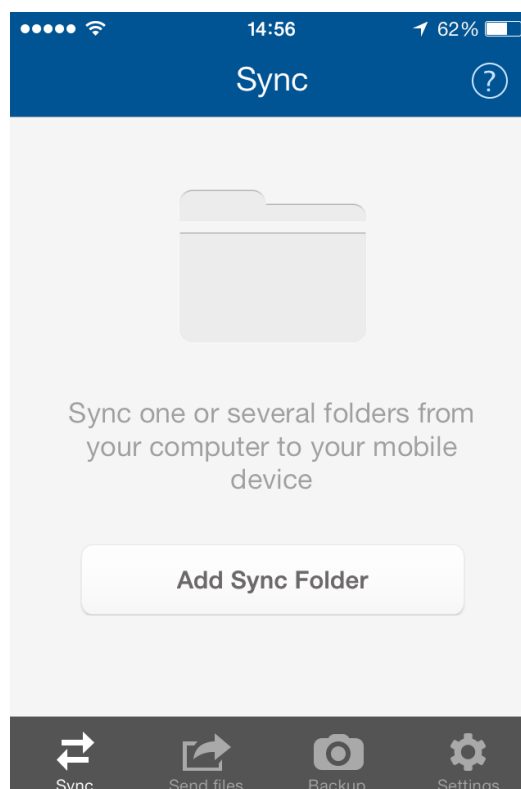 14:56
62%
Sync
?
Sync one or several folders from
your computer to your mobile
device
Add Sync Folder
Sync
Send files
Backup
Settings